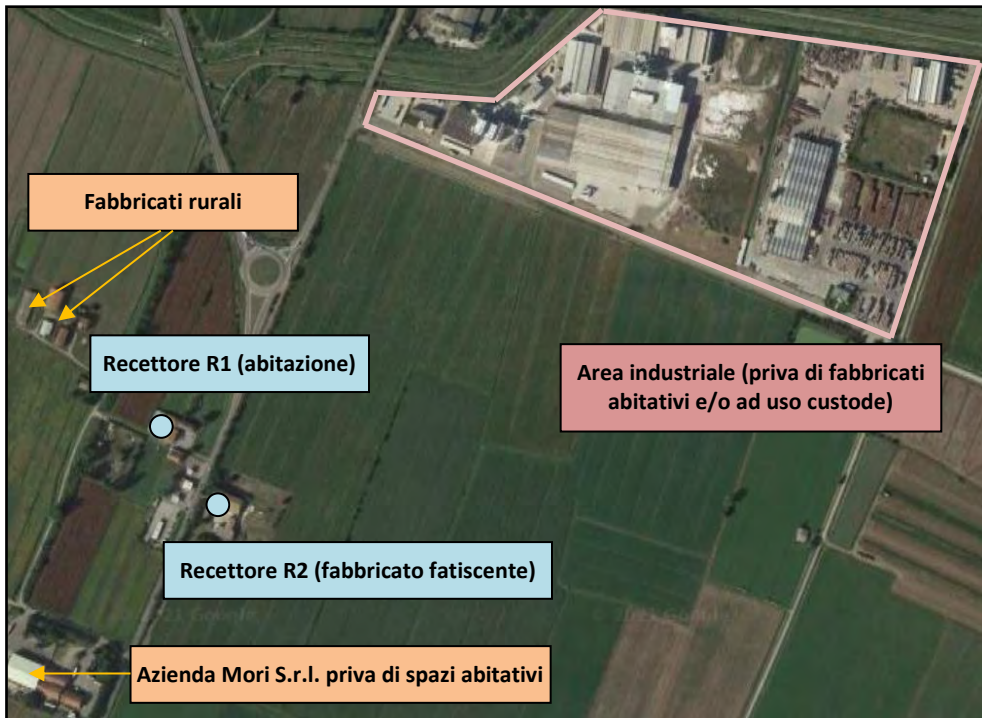 Fabbricati rurali
Recettore R1 (abitazione)
Area industriale (priva di fabbricati
abitativi e/o ad uso custode)
Recettore R2 (fabbricato fatiscente)
Azienda Mori S.r.l. priva di spazi abitativi